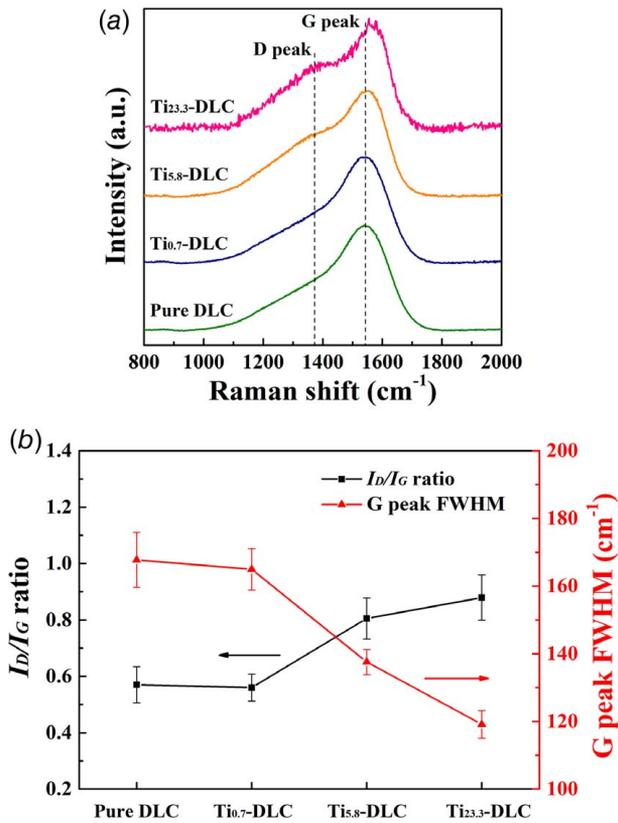 (a)
G peak
D peak
Ti23.3-DLC
Ti5.8-DLC
Ti0.7-DLC
Pure DLC
Intensity (a.u.)
800 1000 1200 1400 1600 1800 2000
Raman shift (cm-1)
(b)
1.4
1.2
1.0
0.8
0.6
0.4
0.2
ID/IG ratio
ID/IG ratio
G peak FWHM
200
180
160
140
120
100
G peak FWHM (cm-1)
Pure DLC Ti0.7-DLC Ti5.8-DLC Ti23.3-DLC